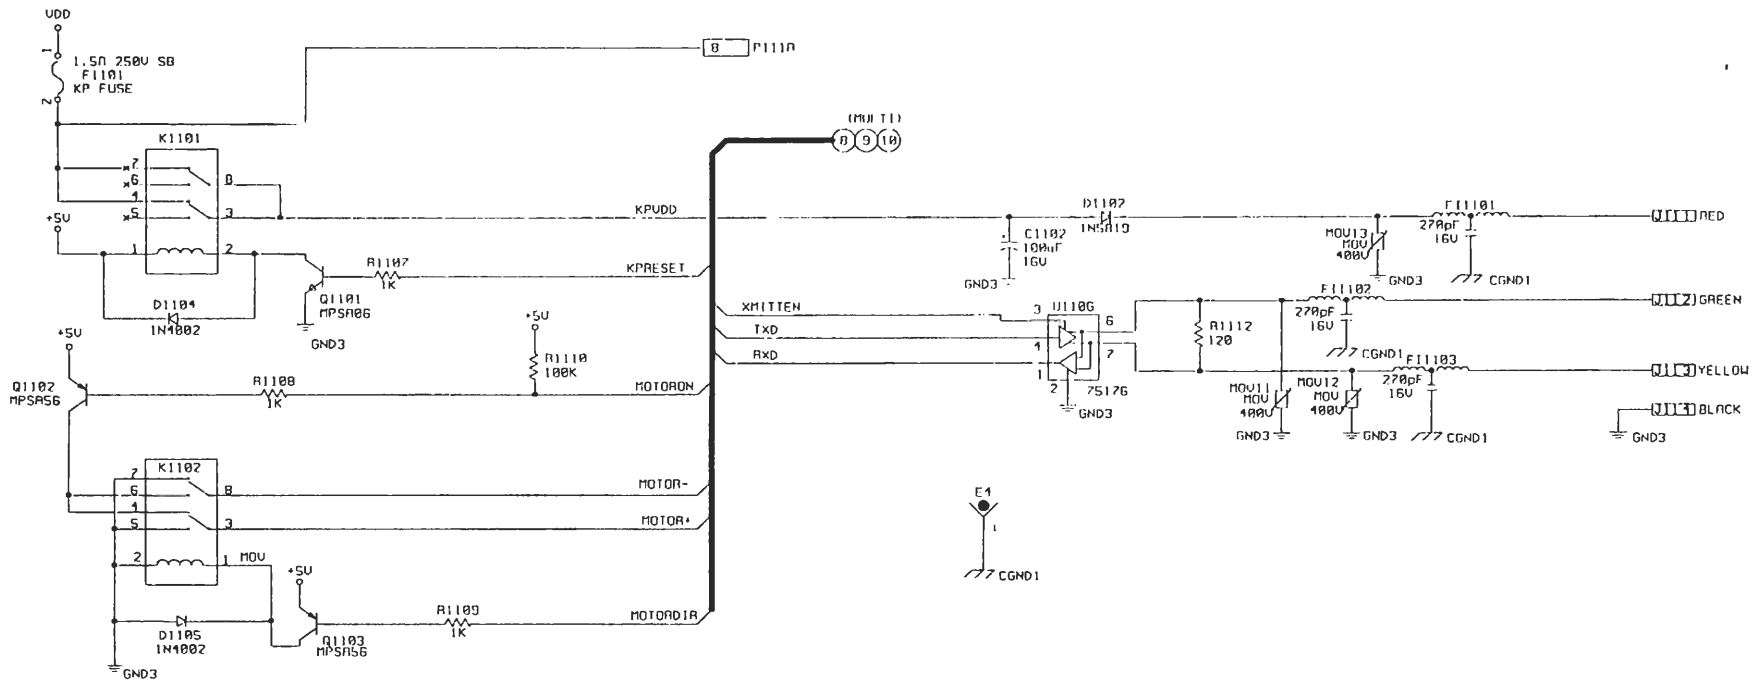 VDD
1
1.5A 250V SB
F1101
KP FUSE
2
8 P111A
(MULTI)
8 9 10
K1101
7
6
8
4
5
3
+5V
1
2
KPVDD
D1102
1N5819
C1102
100uF
16V
GND3
MOV13
MOV
400V
GND3
FI1101
270pF
16V
CGND1
J111 RED
KPRESET
R1107
1K
Q1101
MPSA06
GND3
D1104
1N4002
XMITTEN
TXD
RXD
3
4
1
2
U1106
6
7
75176
GND3
R1112
120
FI1102
270pF
16V
CGND1
J112 GREEN
FI1103
270pF
16V
CGND1
J113 YELLOW
MOV11
MOV
400V
GND3
MOV12
MOV
400V
GND3
J114 BLACK
GND3
+5V
Q1102
MPSA56
R1108
1K
+5V
R1110
100K
MOTORON
K1102
7
6
8
4
5
3
2
1
MOV
MOTOR-
MOTOR+
E4
1
CGND1
+5V
Q1103
MPSA56
R1109
1K
MOTORDIR
D1105
1N4002
GND3